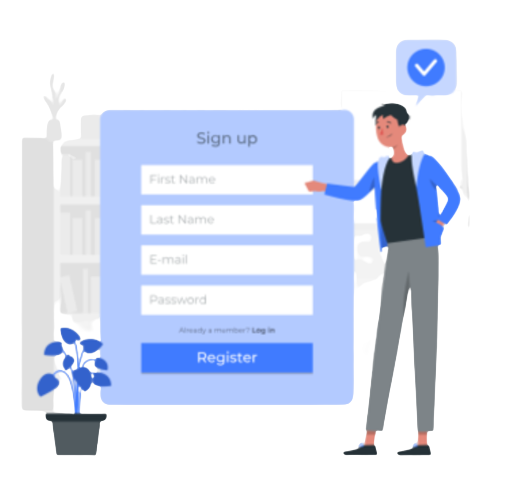 Sign up
First Name
Last Name
E-mail
Password
Already a member? Log in
Register